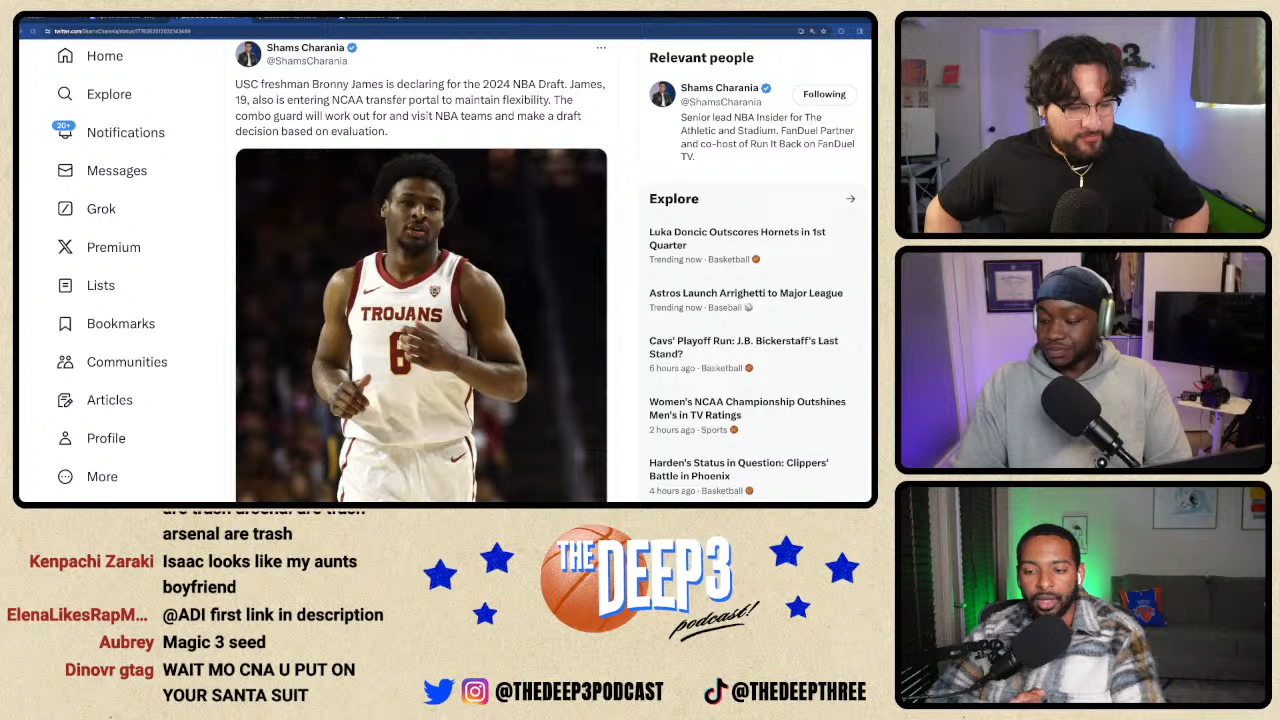 Shams Charania
@ShamsCharania
USC freshman Bronny James is declaring for the 2024 NBA Draft. James,
19, also is entering NCAA transfer portal to maintain flexibility. The
combo guard will work out for and visit NBA teams and make a draft
decision based on evaluation.
TROJANS
6
Home
Explore
20+
Notifications
Messages
Grok
Premium
Lists
Bookmarks
Communities
Articles
Profile
More
Relevant people
Shams Charania
@ShamsCharania
Following
Senior lead NBA Insider for The
Athletic and Stadium. FanDuel Partner
and co-host of Run It Back on FanDuel
TV.
Explore
Luka Doncic Outscores Hornets in 1st
Quarter
Trending now · Basketball
Astros Launch Arrighetti to Major League
Trending now · Baseball
Cavs' Playoff Run: J.B. Bickerstaff's Last
Stand?
6 hours ago · Basketball
Women's NCAA Championship Outshines
Men's in TV Ratings
2 hours ago · Sports
Harden's Status in Question: Clippers'
Battle in Phoenix
4 hours ago · Basketball
are trash arsenal are trash
arsenal are trash
Kenpachi Zaraki Isaac looks like my aunts
boyfriend
ElenaLikesRapM... @ADI first link in description
Aubrey Magic 3 seed
Dinovr gtag WAIT MO CNA U PUT ON
YOUR SANTA SUIT
THE
DEEP3
podcast!
@THEDEEP3PODCAST
@THEDEEPTHREE